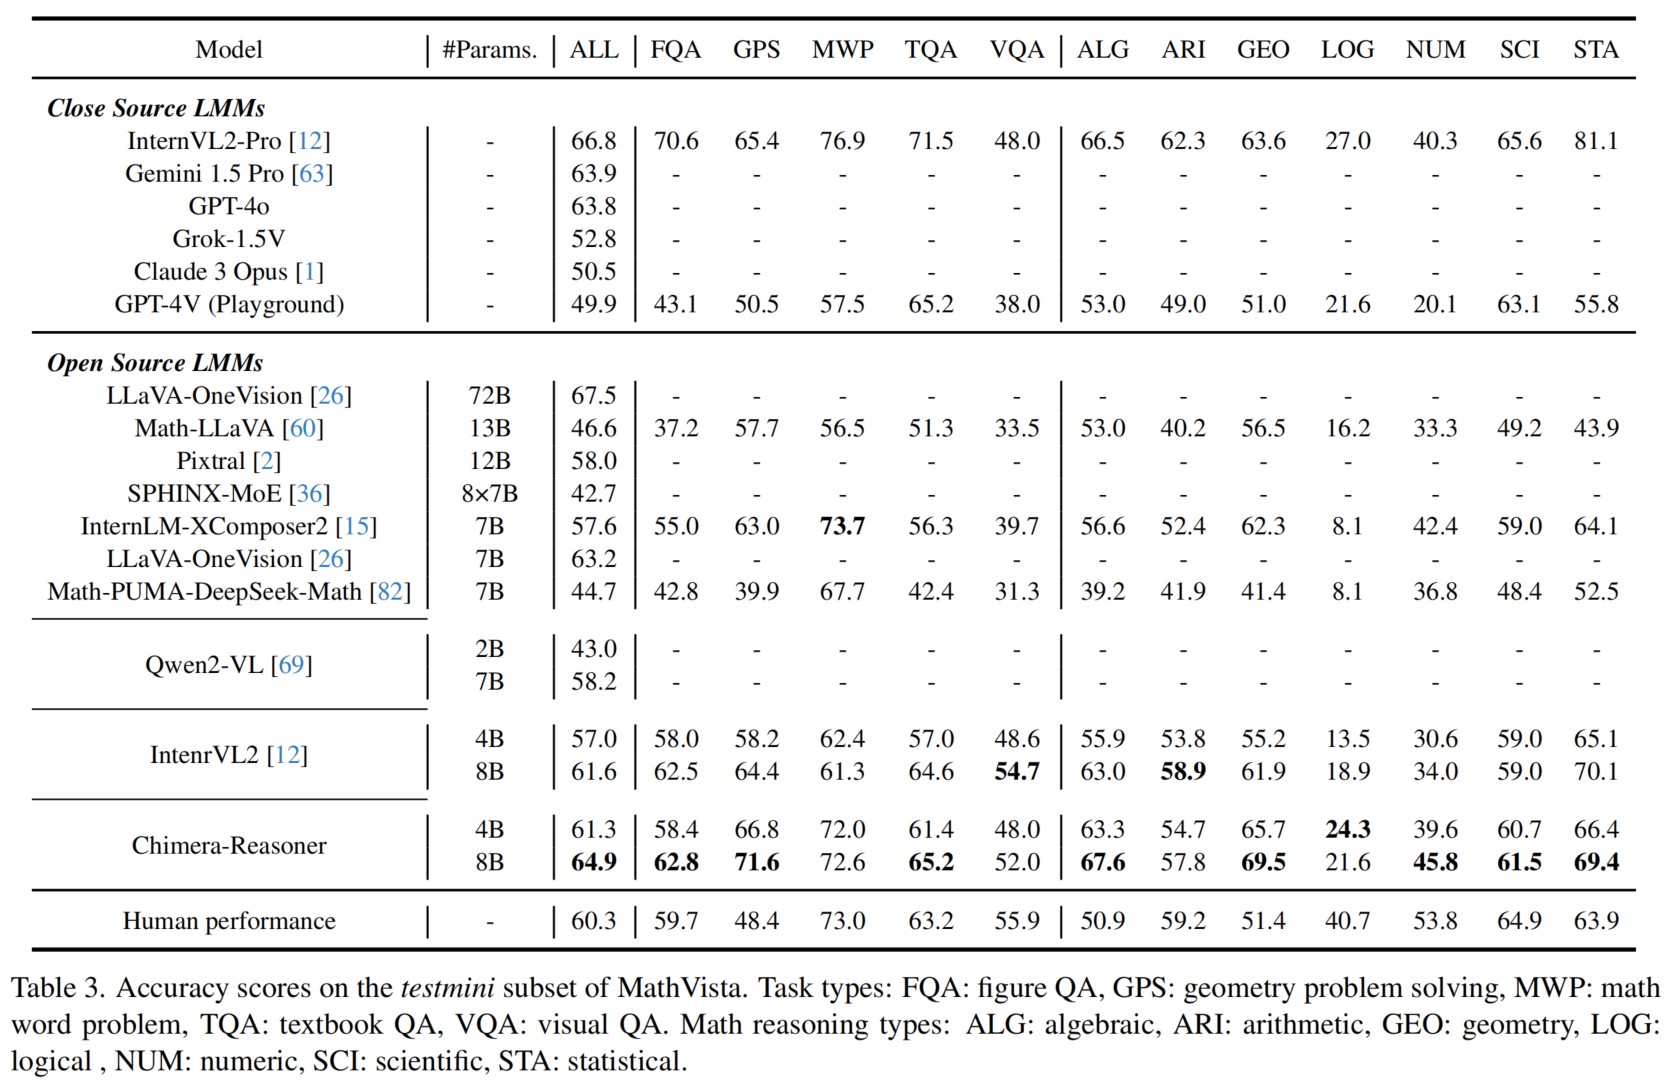 Model #Params. ALL FQA GPS MWP TQA VQA ALG ARI GEO LOG NUM SCI STA
Close Source LMMs
InternVL2-Pro [12] - 66.8 70.6 65.4 76.9 71.5 48.0 66.5 62.3 63.6 27.0 40.3 65.6 81.1
Gemini 1.5 Pro [63] - 63.9 - - - - - - - - - - - -
GPT-4o - 63.8 - - - - - - - - - - - -
Grok-1.5V - 52.8 - - - - - - - - - - - -
Claude 3 Opus [1] - 50.5 - - - - - - - - - - - -
GPT-4V (Playground) - 49.9 43.1 50.5 57.5 65.2 38.0 53.0 49.0 51.0 21.6 20.1 63.1 55.8
Open Source LMMs
LLaVA-OneVision [26] 72B 67.5 - - - - - - - - - - - -
Math-LLaVA [60] 13B 46.6 37.2 57.7 56.5 51.3 33.5 53.0 40.2 56.5 16.2 33.3 49.2 43.9
Pixtral [2] 12B 58.0 - - - - - - - - - - - -
SPHINX-MoE [36] 8×7B 42.7 - - - - - - - - - - - -
InternLM-XComposer2 [15] 7B 57.6 55.0 63.0 73.7 56.3 39.7 56.6 52.4 62.3 8.1 42.4 59.0 64.1
LLaVA-OneVision [26] 7B 63.2 - - - - - - - - - - - -
Math-PUMA-DeepSeek-Math [82] 7B 44.7 42.8 39.9 67.7 42.4 31.3 39.2 41.9 41.4 8.1 36.8 48.4 52.5
Qwen2-VL [69]
2B 43.0 - - - - - - - - - - - -
7B 58.2 - - - - - - - - - - - -
IntenrVL2 [12]
4B 57.0 58.0 58.2 62.4 57.0 48.6 55.9 53.8 55.2 13.5 30.6 59.0 65.1
8B 61.6 62.5 64.4 61.3 64.6 54.7 63.0 58.9 61.9 18.9 34.0 59.0 70.1
Chimera-Reasoner
4B 61.3 58.4 66.8 72.0 61.4 48.0 63.3 54.7 65.7 24.3 39.6 60.7 66.4
8B 64.9 62.8 71.6 72.6 65.2 52.0 67.6 57.8 69.5 21.6 45.8 61.5 69.4
Human performance - 60.3 59.7 48.4 73.0 63.2 55.9 50.9 59.2 51.4 40.7 53.8 64.9 63.9
Table 3. Accuracy scores on the testmini subset of MathVista. Task types: FQA: figure QA, GPS: geometry problem solving, MWP: math
word problem, TQA: textbook QA, VQA: visual QA. Math reasoning types: ALG: algebraic, ARI: arithmetic, GEO: geometry, LOG:
logical , NUM: numeric, SCI: scientific, STA: statistical.